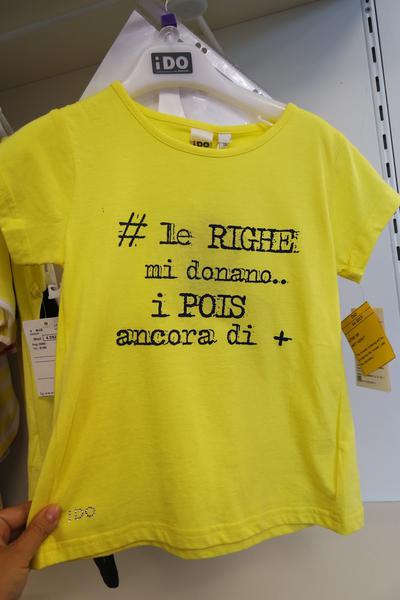 iDO
iDO
# le RIGHE
mi donano..
i POIS
ancora di +
iDO